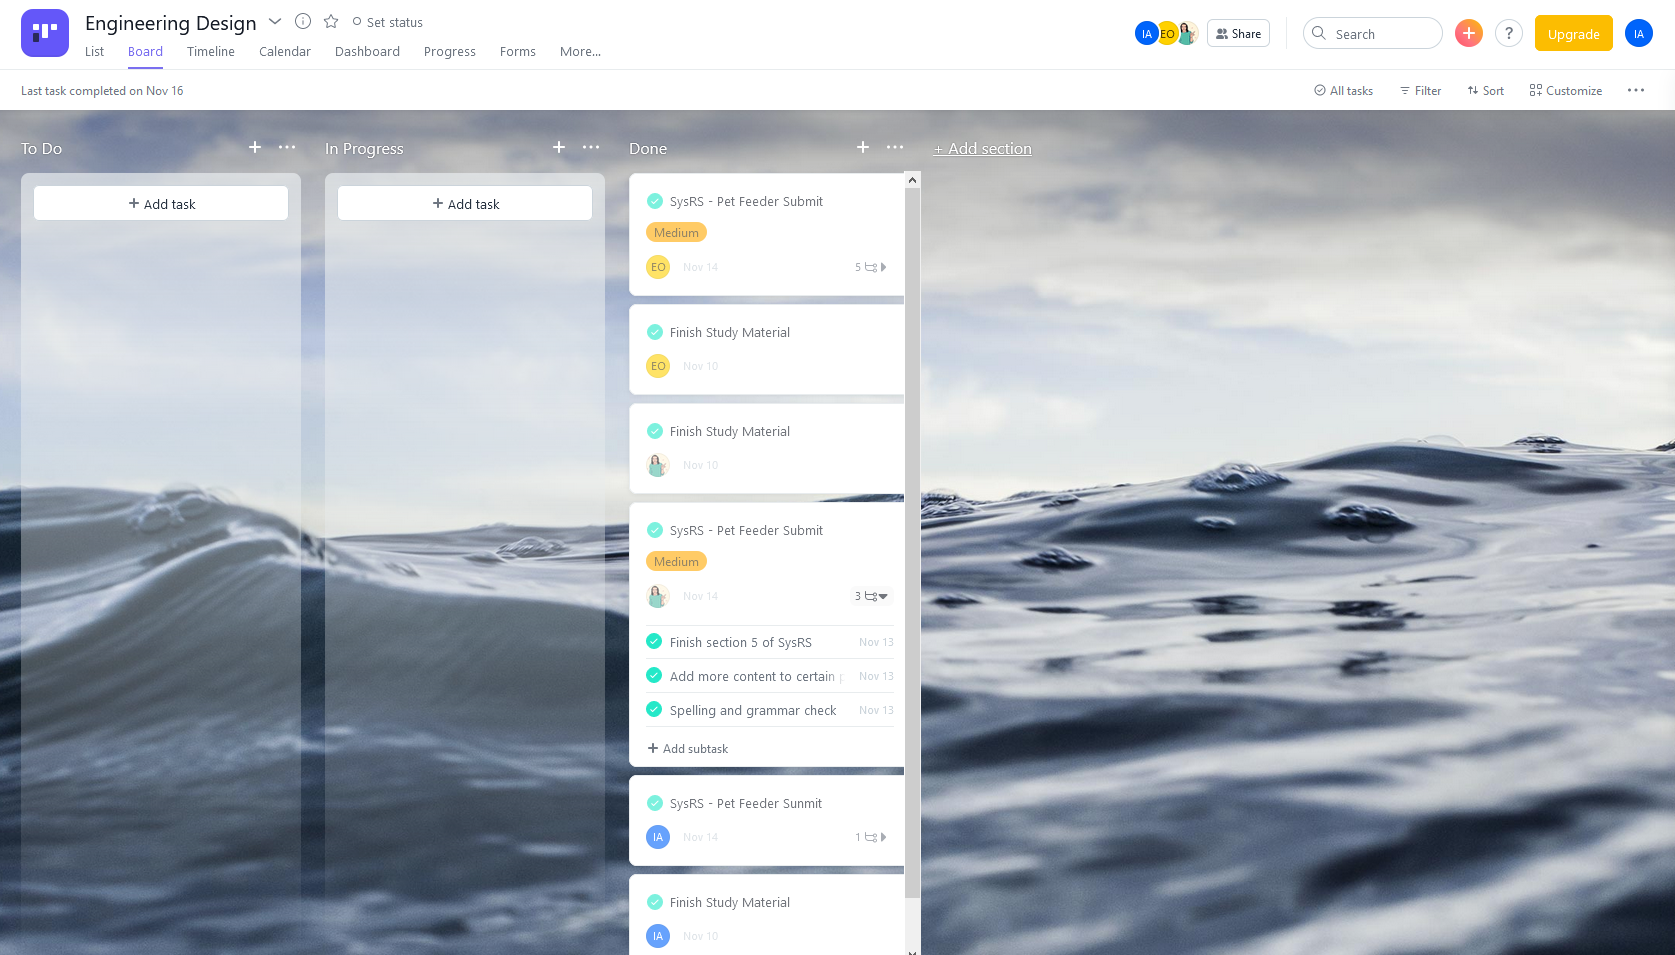 Engineering Design
Set status
List Board Timeline Calendar Dashboard Progress Forms More...
IA EO Share
Search
?
Upgrade
IA
Last task completed on Nov 16
All tasks Filter Sort Customize
To Do
+ Add task
In Progress
+ Add task
Done
SysRS - Pet Feeder Submit
Medium
EO Nov 14 5
Finish Study Material
EO Nov 10
Finish Study Material
Nov 10
SysRS - Pet Feeder Submit
Medium
Nov 14 3
Finish section 5 of SysRS Nov 13
Add more content to certain Nov 13
Spelling and grammar check Nov 13
+ Add subtask
SysRS - Pet Feeder Sunmit
IA Nov 14 1
Finish Study Material
IA Nov 10
+ Add section